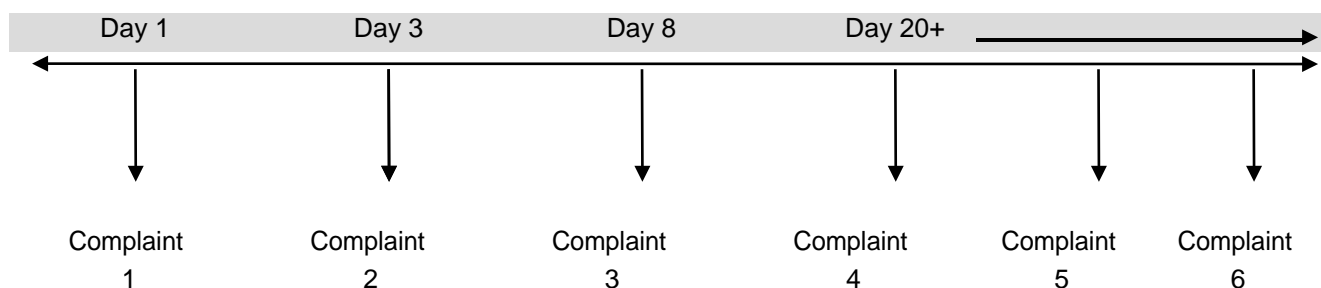 Day 1 Day 3 Day 8 Day 20+
Complaint Complaint Complaint Complaint Complaint Complaint
1 2 3 4 5 6